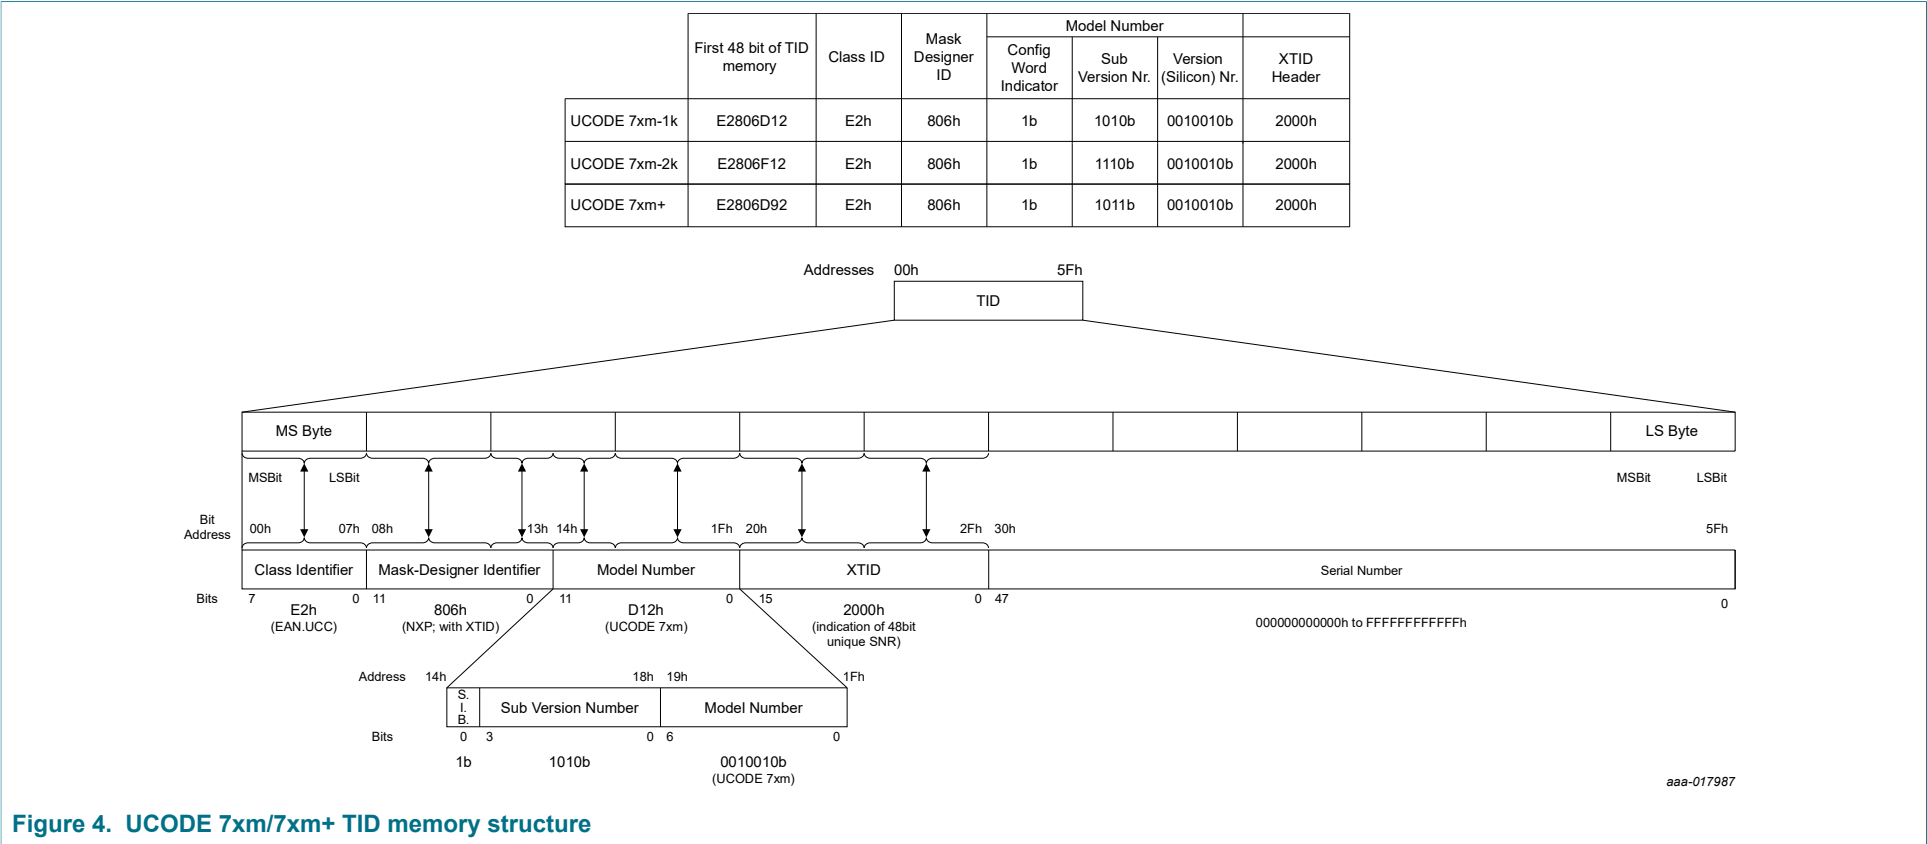 Model Number
First 48 bit of TID memory Class ID Mask Designer ID Config Word Indicator Sub Version Nr. Version (Silicon) Nr. XTID Header
UCODE 7xm-1k E2806D12 E2h 806h 1b 1010b 0010010b 2000h
UCODE 7xm-2k E2806F12 E2h 806h 1b 1110b 0010010b 2000h
UCODE 7xm+ E2806D92 E2h 806h 1b 1011b 0010010b 2000h
Addresses 00h 5Fh
TID
MS Byte LS Byte
MSBit LSBit MSBit LSBit
Bit Address 00h 07h 08h 13h 14h 1Fh 20h 2Fh 30h 5Fh
Class Identifier Mask-Designer Identifier Model Number XTID Serial Number
Bits 7 0 11 0 11 0 15 0 47 0
E2h 806h D12h 2000h
(EAN.UCC) (NXP; with XTID) (UCODE 7xm) (indication of 48bit unique SNR) 000000000000h to FFFFFFFFFFFFh
Address 14h 18h 19h 1Fh
S. I. B. Sub Version Number Model Number
Bits 0 3 0 6 0
1b 1010b 0010010b
(UCODE 7xm)
aaa-017987
Figure 4. UCODE 7xm/7xm+ TID memory structure